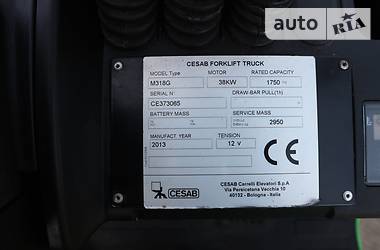 auto RIA
CESAB FORKLIFT TRUCK
MODEL Type MOTOR RATED CAPACITY
M318G 38KW 1750
SERIAL N° DRAW-BAR PULL(1h)
CE373065
BATTERY MASS SERVICE MASS
2950
MANUFACT. YEAR TENSION
2013 12 V
CE
CESAB
CESAB Carrelli Elevatori S.p.A
Via Persicetana Vecchia 10
40132 - Bologna - Italia